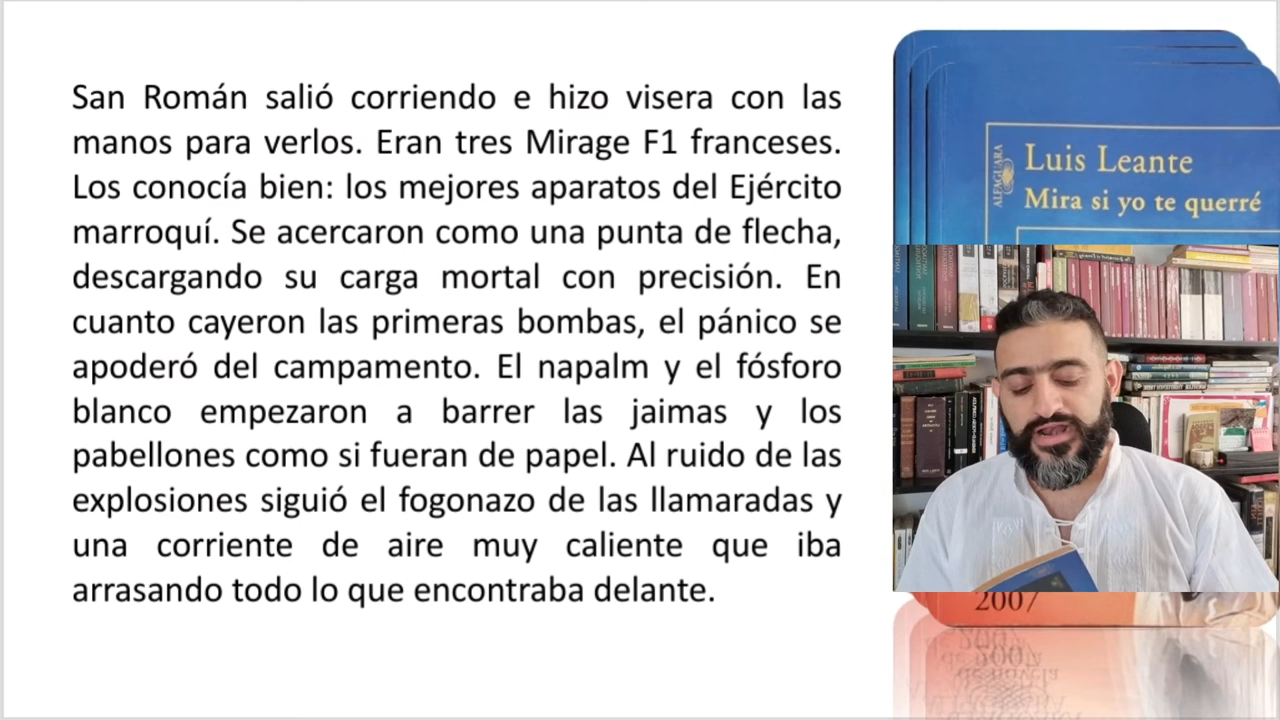 San Román salió corriendo e hizo visera con las
manos para verlos. Eran tres Mirage F1 franceses.
Los conocía bien: los mejores aparatos del Ejército
marroquí. Se acercaron como una punta de flecha,
descargando su carga mortal con precisión. En
cuanto cayeron las primeras bombas, el pánico se
apoderó del campamento. El napalm y el fósforo
blanco empezaron a barrer las jaimas y los
pabellones como si fueran de papel. Al ruido de las
explosiones siguió el fogonazo de las llamaradas y
una corriente de aire muy caliente que iba
arrasando todo lo que encontraba delante.
ALFAGUARA
Luis Leante
Mira si yo te querré
2007